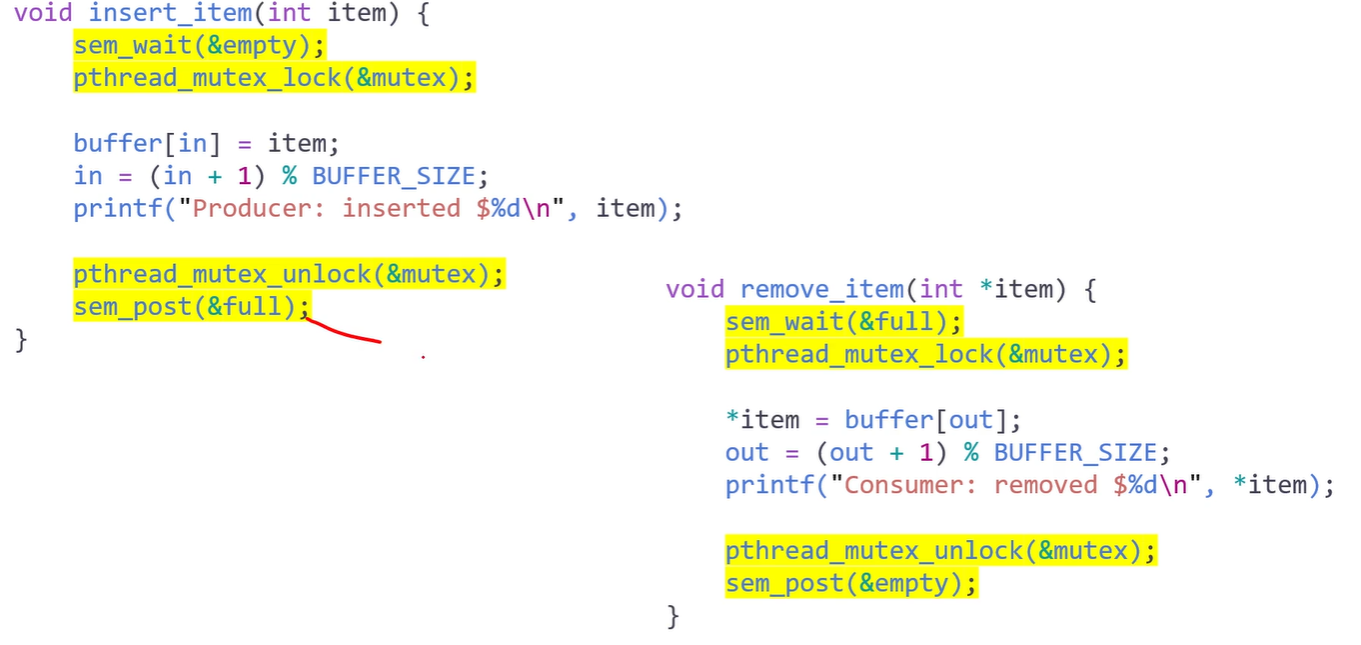 void insert_item(int item) {
    sem_wait(&empty);
    pthread_mutex_lock(&mutex);
    buffer[in] = item;
    in = (in + 1) % BUFFER_SIZE;
    printf("Producer: inserted $%d\n", item);
    pthread_mutex_unlock(&mutex);
    sem_post(&full);
}
void remove_item(int *item) {
    sem_wait(&full);
    pthread_mutex_lock(&mutex);
    *item = buffer[out];
    out = (out + 1) % BUFFER_SIZE;
    printf("Consumer: removed $%d\n", *item);
    pthread_mutex_unlock(&mutex);
    sem_post(&empty);
}